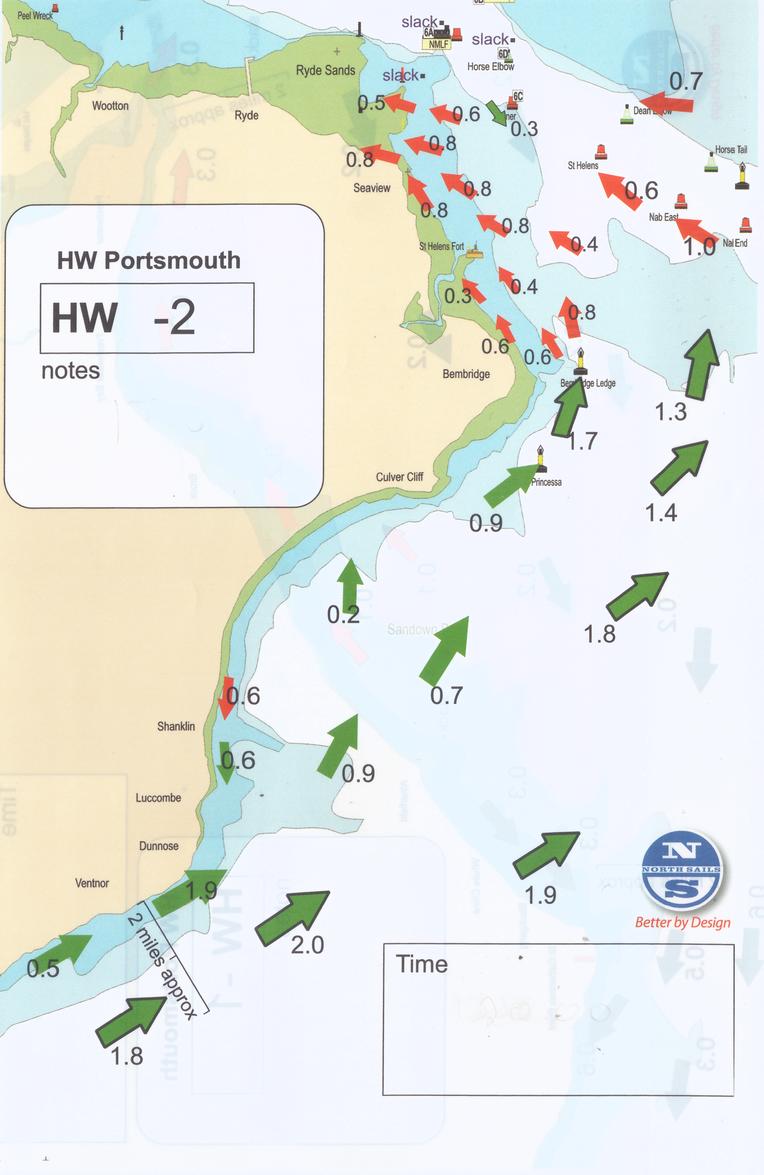 Peel Wreck
slack
6A
NMLF
slack
6D
Horse Elbow
Ryde Sands
slack
Wootton
Ryde
0.5
0.6
6C
0.3
0.7
Horse Tail
0.8
0.8
St Helens
Seaview
0.8
0.8
0.6
Nab East
0.8
1.0
Nal End
St Helens Fort
0.4
HW Portsmouth
HW -2
notes
0.3
0.4
0.8
0.6
0.6
Bembridge
Bembridge Ledge
1.3
1.7
Culver Cliff
Princessa
0.9
1.4
0.2
1.8
Sandown
0.6
0.7
Shanklin
0.6
0.9
Luccombe
Dunnose
Ventnor
1.9
1.9
N
NORTH SAILS
S
Better by Design
2 miles approx
2.0
0.5
Time
1.8